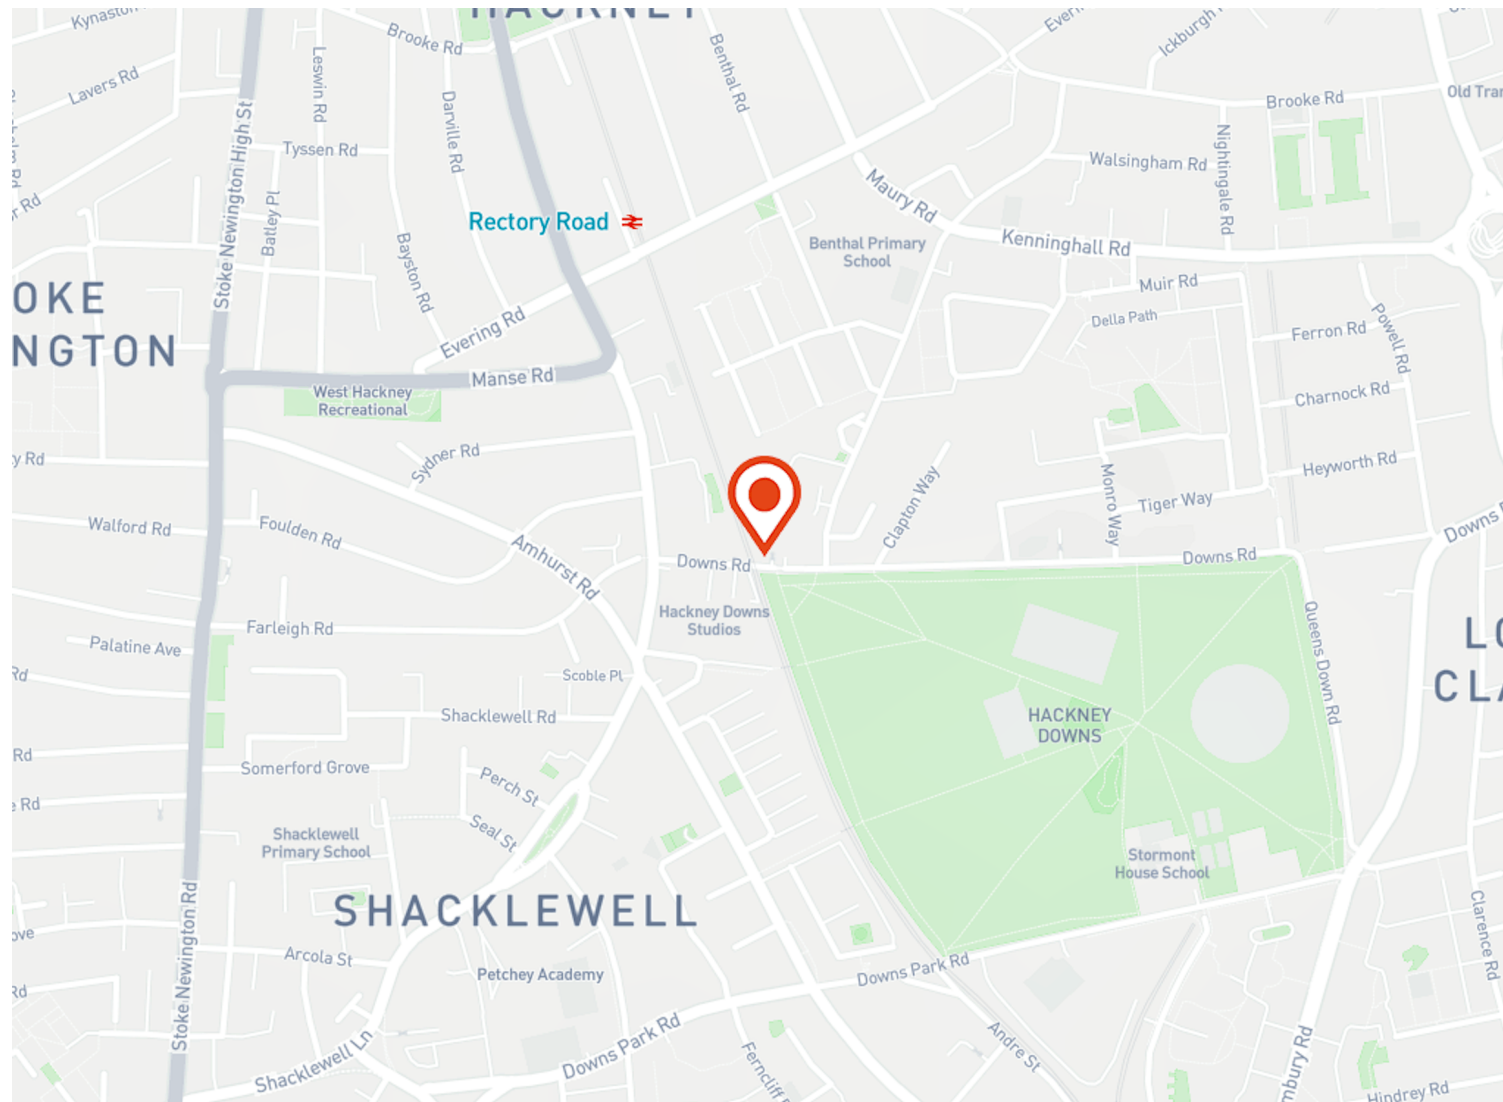 HACKNEY
Kynaston
Brooke Rd
Leswin Rd
Lavers Rd
Benthal Rd
Ickburgh
Brooke Rd
Old Tra
Darville Rd
Tyssen Rd
Nightingale Rd
Walsingham Rd
Stoke Newington High St
Batley Pl
Maury Rd
Rectory Road
Kenninghall Rd
Benthal Primary
School
Bayston Rd
Muir Rd
OKE
NGTON
Della Path
Powell Rd
Ferron Rd
Evering Rd
Manse Rd
West Hackney
Recreational
Charnock Rd
Sydner Rd
Heyworth Rd
Monro Way
Tiger Way
Clapton Way
Walford Rd
Foulden Rd
Amhurst Rd
Downs Rd
Downs Rd
Downs
Hackney Downs
Studios
Farleigh Rd
Palatine Ave
Queens Down Rd
LO
CLA
Scoble Pl
Shacklewell Rd
HACKNEY
DOWNS
Somerford Grove
Perch St
Seal St
Shacklewell
Primary School
Stormont
House School
SHACKLEWELL
Stoke Newington Rd
Clarence Rd
Arcola St
Petchey Academy
Downs Park Rd
Andre St
Downs Park Rd
Shacklewell Ln
Ferncliff
mbury Rd
Hindrey Rd